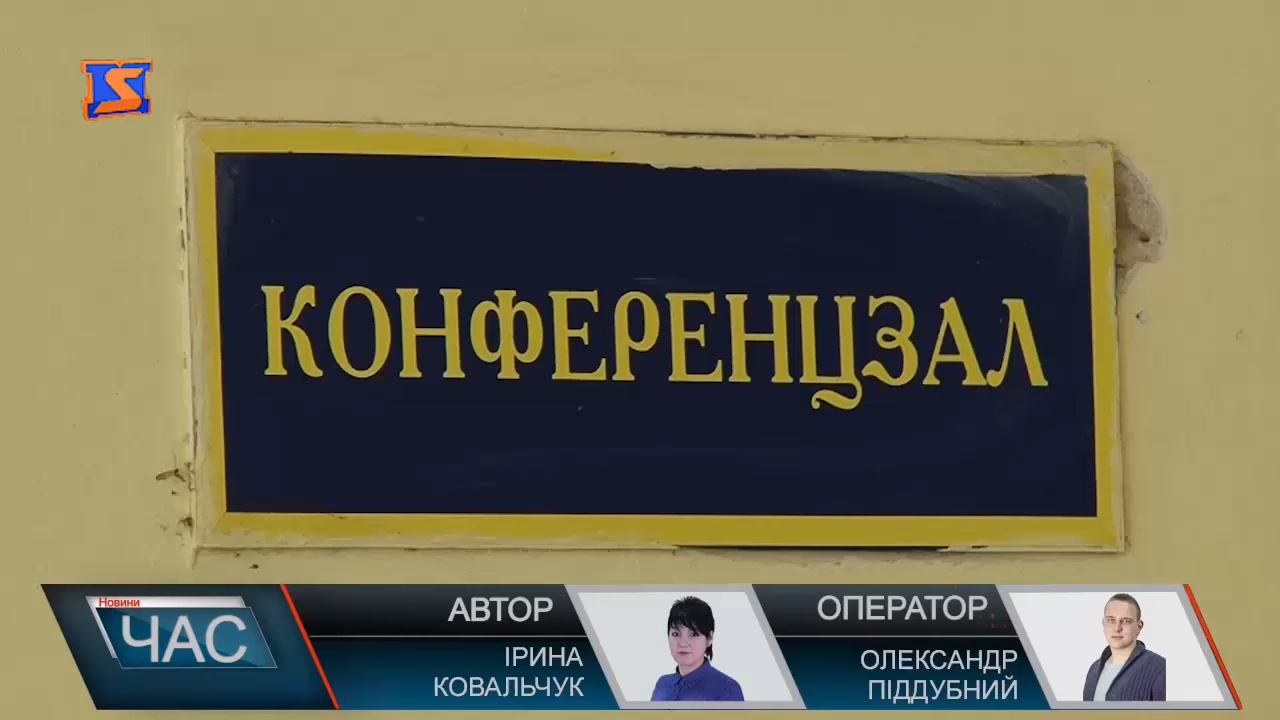 КОНФЕРЕНЦЗАЛ
Новини
ЧАС
АВТОР
ІРИНА
КОВАЛЬЧУК
ОПЕРАТОР
ОЛЕКСАНДР
ПІДДУБНИЙ